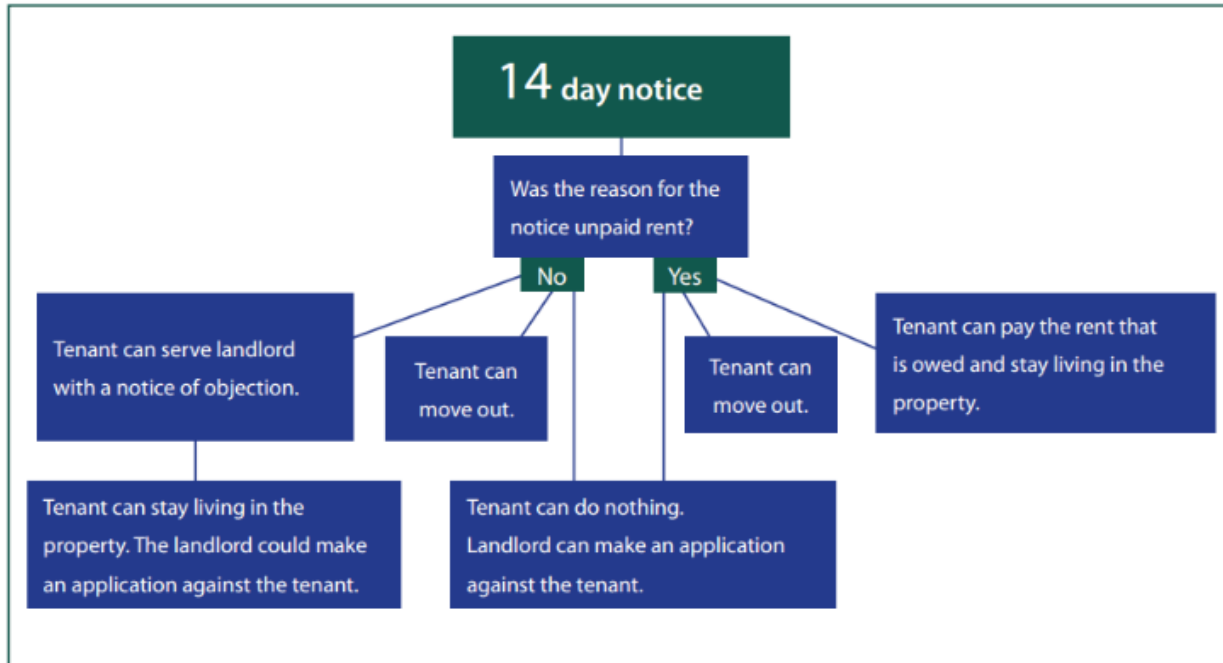 14 day notice
Was the reason for the
notice unpaid rent?
No
Yes
Tenant can serve landlord
with a notice of objection.
Tenant can
move out.
Tenant can
move out.
Tenant can pay the rent that
is owed and stay living in the
property.
Tenant can stay living in the
property. The landlord could make
an application against the tenant.
Tenant can do nothing.
Landlord can make an application
against the tenant.